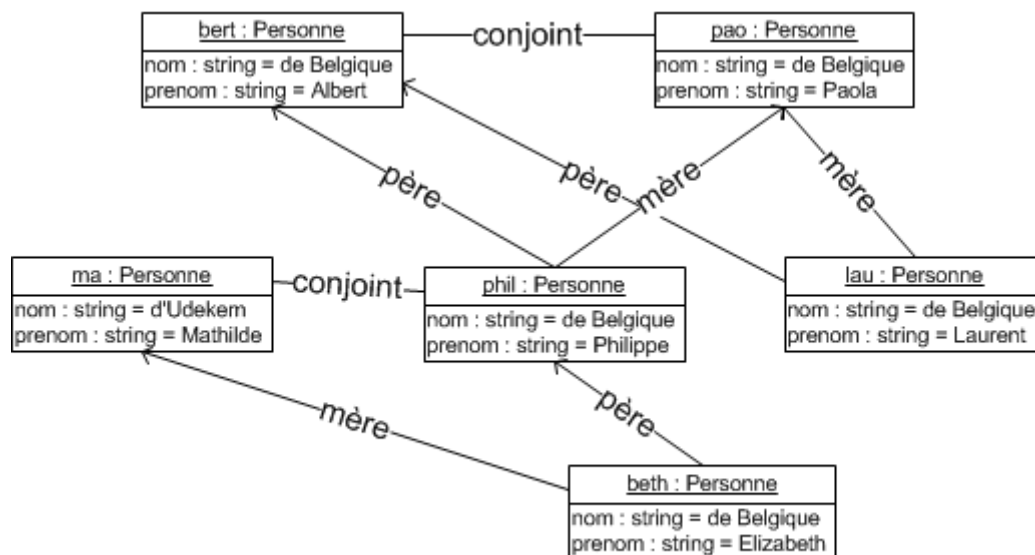 bert : Personne
nom : string = de Belgique
prenom : string = Albert
conjoint
pao : Personne
nom : string = de Belgique
prenom : string = Paola
père
père
mère
mère
ma : Personne
nom : string = d'Udekem
prenom : string = Mathilde
conjoint
phil : Personne
nom : string = de Belgique
prenom : string = Philippe
lau : Personne
nom : string = de Belgique
prenom : string = Laurent
mère
père
beth : Personne
nom : string = de Belgique
prenom : string = Elizabeth